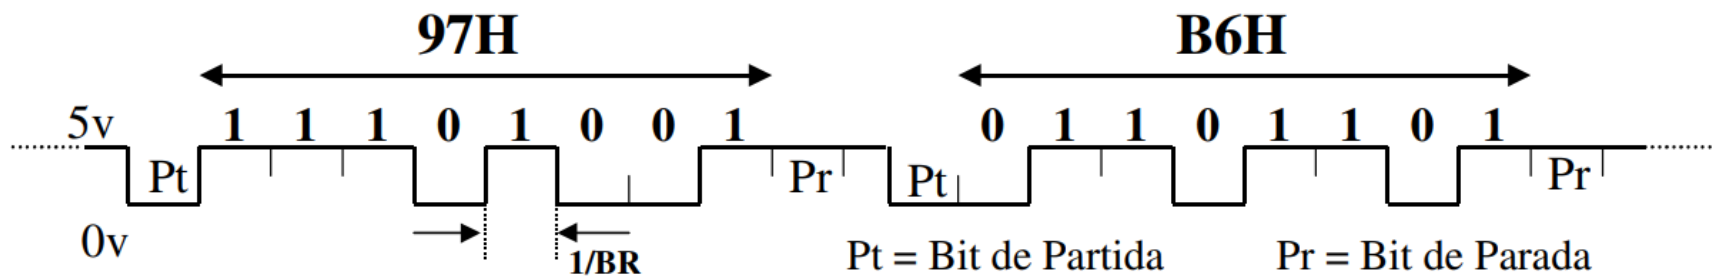 97H B6H
5v 1 1 1 0 1 0 0 1 0 1 1 0 1 1 0 1
Pt Pr Pt Pr
0v 1/BR Pt = Bit de Partida Pr = Bit de Parada